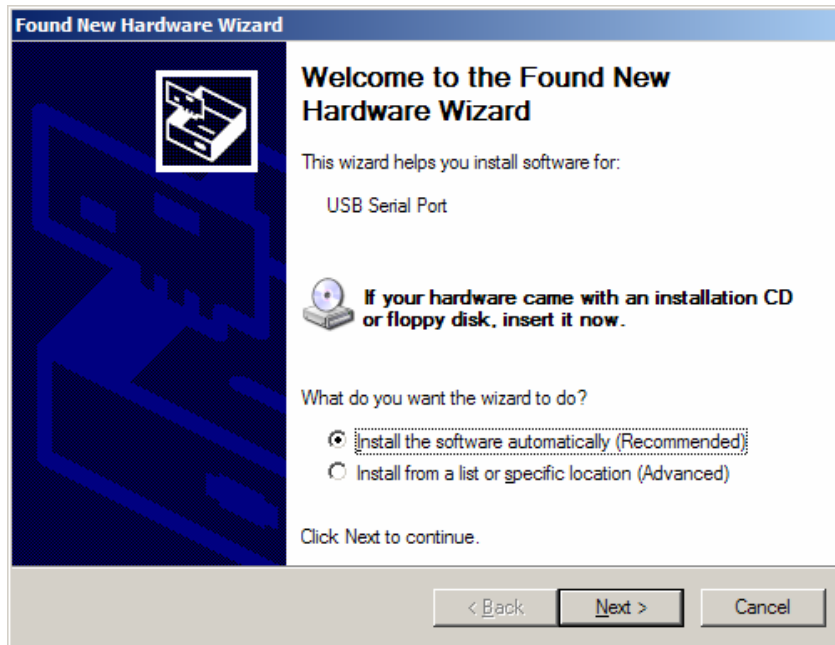 Found New Hardware Wizard
Welcome to the Found New
Hardware Wizard
This wizard helps you install software for:
USB Serial Port
If your hardware came with an installation CD
or floppy disk, insert it now.
What do you want the wizard to do?
Install the software automatically (Recommended)
Install from a list or specific location (Advanced)
Click Next to continue.
< Back
Next >
Cancel